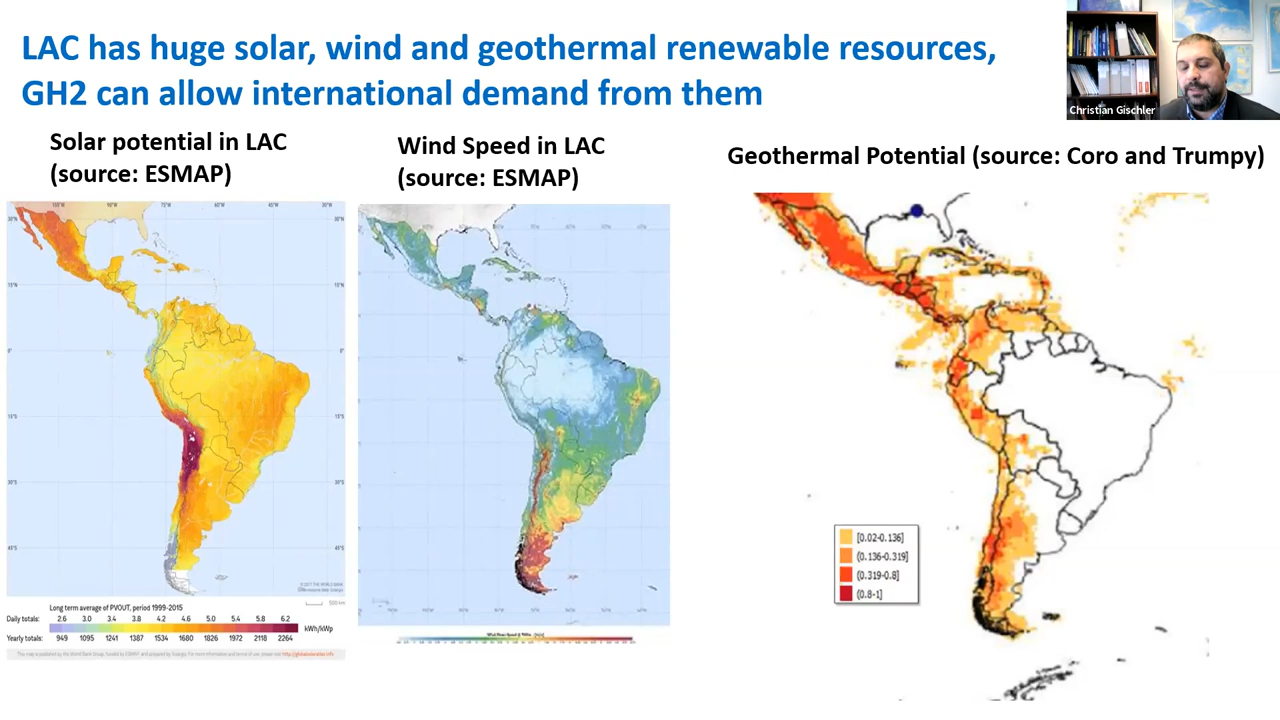 LAC has huge solar, wind and geothermal renewable resources,
GH2 can allow international demand from them
Christian Gischler
Solar potential in LAC
(source: ESMAP)
Wind Speed in LAC
(source: ESMAP)
Geothermal Potential (source: Coro and Trumpy)
[0.02-0.136]
(0.136-0.319]
(0.319-0.8]
(0.8-1]
Long term average of PVOUT, period 1999-2015
Daily totals: 2.6 3.0 3.4 3.8 4.2 4.6 5.0 5.4 5.8 6.2
kWh/kWp
Yearly totals: 949 1095 1241 1387 1534 1680 1826 1972 2118 2264